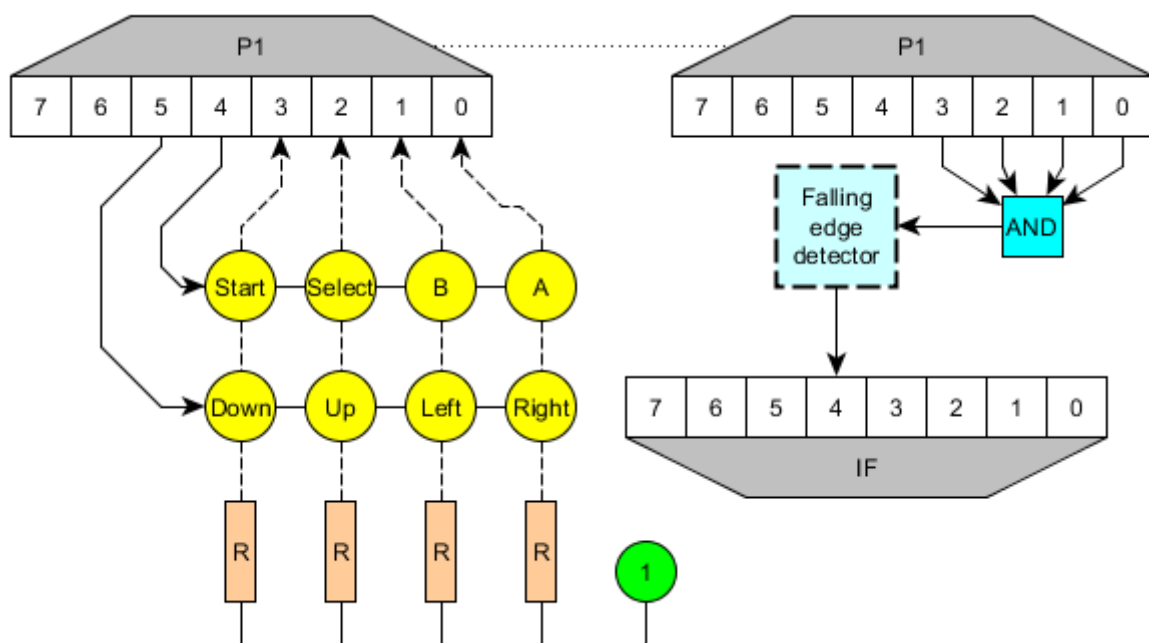 P1 P1
7 6 5 4 3 2 1 0 7 6 5 4 3 2 1 0
Falling
edge
detector
AND
Start Select B A
Down Up Left Right
7 6 5 4 3 2 1 0
IF
R R R R
1